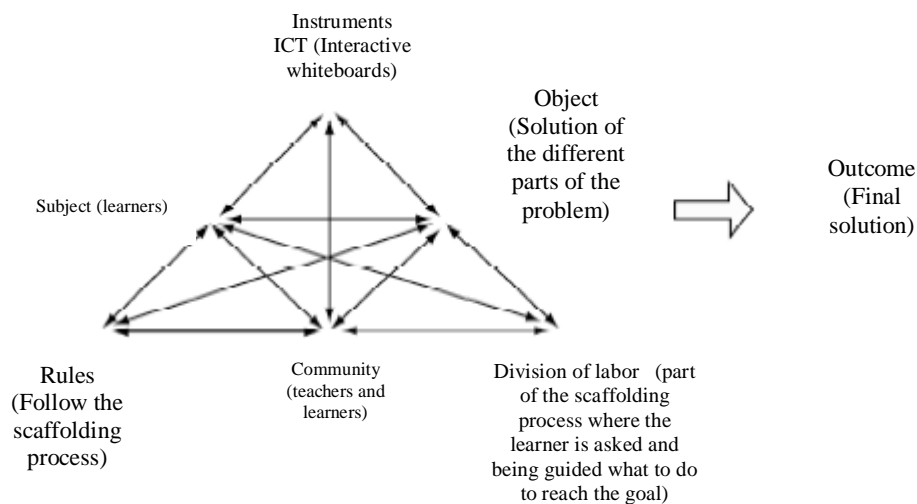 Instruments
ICT (Interactive
whiteboards)
Object
(Solution of
the different
parts of the
problem)
Outcome
(Final
solution)
Subject (learners)
Rules
(Follow the
scaffolding
process)
Community
(teachers and
learners)
Division of labor (part
of the scaffolding
process where the
learner is asked and
being guided what to do
to reach the goal)